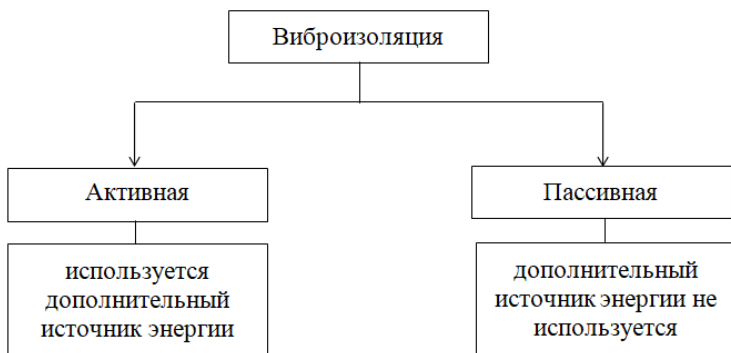 Виброизоляция
Активная
Пассивная
используется
дополнительный
источник энергии
дополнительный
источник энергии не
используется